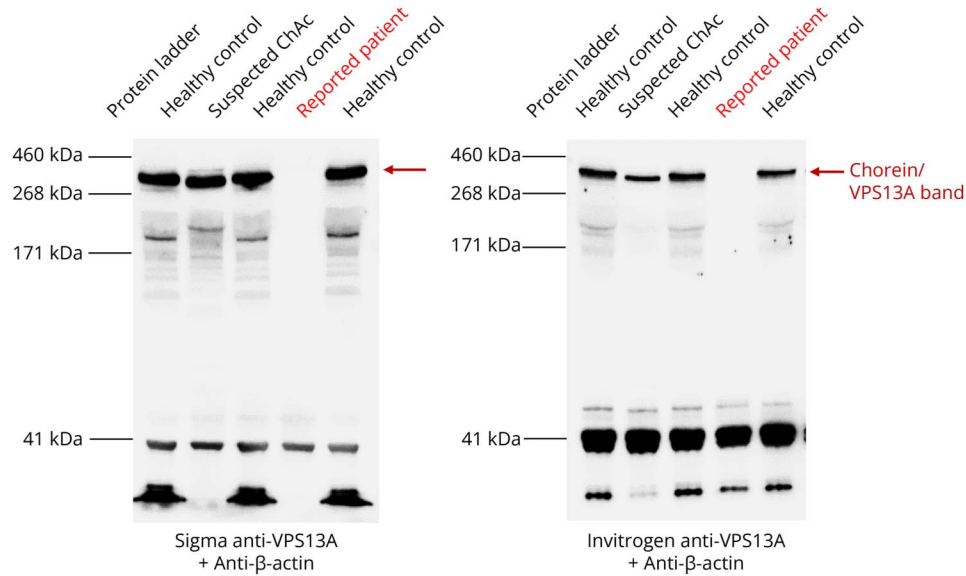 Protein ladder
Healthy control
Suspected ChAc
Healthy control
Reported patient
Healthy control
460 kDa
268 kDa
171 kDa
41 kDa
Sigma anti-VPS13A
+ Anti-β-actin
Protein ladder
Healthy control
Suspected ChAc
Healthy control
Reported patient
Healthy control
460 kDa
268 kDa
171 kDa
41 kDa
Chorein/
VPS13A band
Invitrogen anti-VPS13A
+ Anti-β-actin